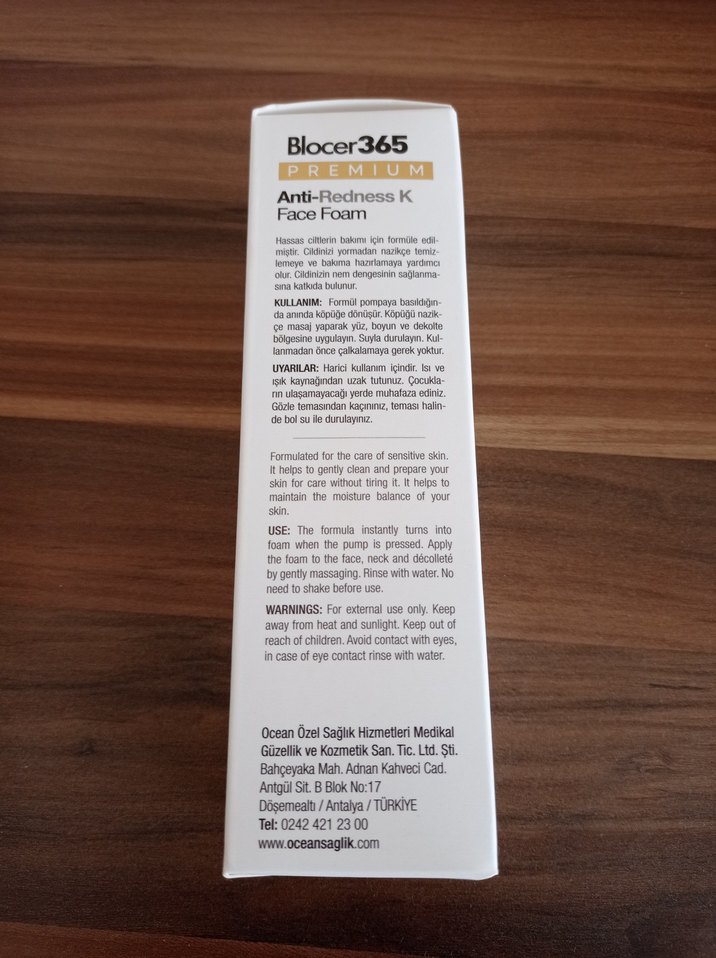 Blocer365
PREMIUM
Anti-Redness K
Face Foam
Hassas ciltlerin bakımı için formüle edil-
miştir. Cildinizi yormadan nazikçe temiz-
lemeye ve bakıma hazırlamaya yardımcı
olur. Cildinizin nem dengesinin sağlanma-
sına katkıda bulunur.
KULLANIM: Formül pompaya basıldığın-
da anında köpüğe dönüşür. Köpüğü nazik-
çe masaj yaparak yüz, boyun ve dekolte
bölgesine uygulayın. Suyla durulayın. Kul-
lanmadan önce çalkalamaya gerek yoktur.
UYARILAR: Harici kullanım içindir. Isı ve
ışık kaynağından uzak tutunuz. Çocukla-
rın ulaşamayacağı yerde muhafaza ediniz.
Gözle temasından kaçınınız, teması halin-
de bol su ile durulayınız.
Formulated for the care of sensitive skin.
It helps to gently clean and prepare your
skin for care without tiring it. It helps to
maintain the moisture balance of your
skin.
USE: The formula instantly turns into
foam when the pump is pressed. Apply
the foam to the face, neck and décolleté
by gently massaging. Rinse with water. No
need to shake before use.
WARNINGS: For external use only. Keep
away from heat and sunlight. Keep out of
reach of children. Avoid contact with eyes,
in case of eye contact rinse with water.
Ocean Özel Sağlık Hizmetleri Medikal
Güzellik ve Kozmetik San. Tic. Ltd. Şti.
Bahçeyaka Mah. Adnan Kahveci Cad.
Antgül Sit. B Blok No:17
Döşemealtı / Antalya / TÜRKİYE
Tel: 0242 421 23 00
www.oceansaglik.com